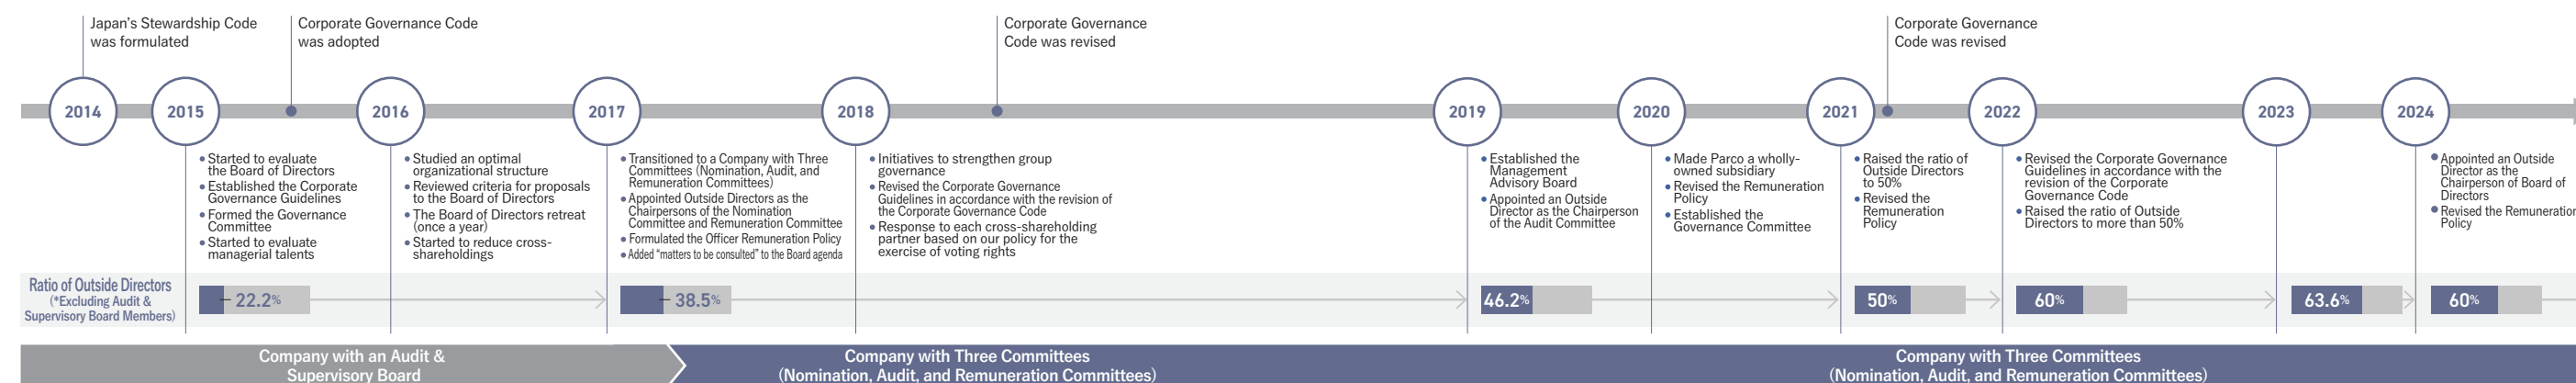 Japan's Stewardship Code
was formulated
Corporate Governance Code
was adopted
Corporate Governance
Code was revised
Corporate Governance
Code was revised
2014
2015
2016
2017
2018
2019
2020
2021
2022
2023
2024
• Started to evaluate
the Board of Directors
• Established the Corporate
Governance Guidelines
• Formed the Governance
Committee
• Started to evaluate
managerial talents
• Studied an optimal
organizational structure
• Reviewed criteria for proposals
to the Board of Directors
• The Board of Directors retreat
(once a year)
• Started to reduce cross-
shareholdings
• Transitioned to a Company with Three
Committees (Nomination, Audit, and
Remuneration Committees)
• Appointed Outside Directors as the
Chairpersons of the Nomination
Committee and Remuneration Committee
• Formulated the Officer Remuneration Policy
• Added "matters to be consulted" to the Board agenda
• Initiatives to strengthen group
governance
• Revised the Corporate Governance
Guidelines in accordance with the revision of
the Corporate Governance Code
• Response to each cross-shareholding
partner based on our policy for the
exercise of voting rights
• Established the
Management
Advisory Board
• Appointed an Outside
Director as the Chairperson
of the Audit Committee
• Made Parco a wholly-
owned subsidiary
• Revised the Remuneration
Policy
• Established the
Governance Committee
• Raised the ratio of
Outside Directors
to 50%
• Revised the
Remuneration
Policy
• Revised the Corporate Governance
Guidelines in accordance with the
revision of the Corporate
Governance Code
• Raised the ratio of Outside
Directors to more than 50%
• Appointed an Outside
Director as the
Chairperson of Board of
Directors
• Revised the Remuneration
Policy
Ratio of Outside Directors
(*Excluding Audit &
Supervisory Board Members)
22.2%
38.5%
46.2%
50%
60%
63.6%
60%
Company with an Audit &
Supervisory Board
Company with Three Committees
(Nomination, Audit, and Remuneration Committees)
Company with Three Committees
(Nomination, Audit, and Remuneration Committees)